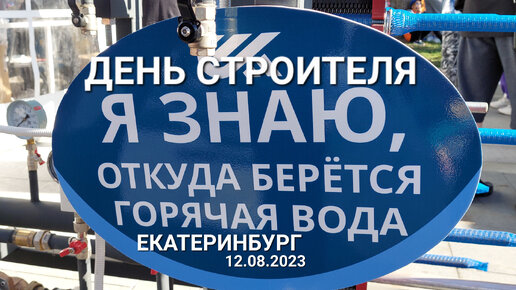 ДЕНЬ СТРОИТЕЛЯ
Я ЗНАЮ,
ОТКУДА БЕРЁТСЯ
ГОРЯЧАЯ ВОДА
ЕКАТЕРИНБУРГ
12.08.2023